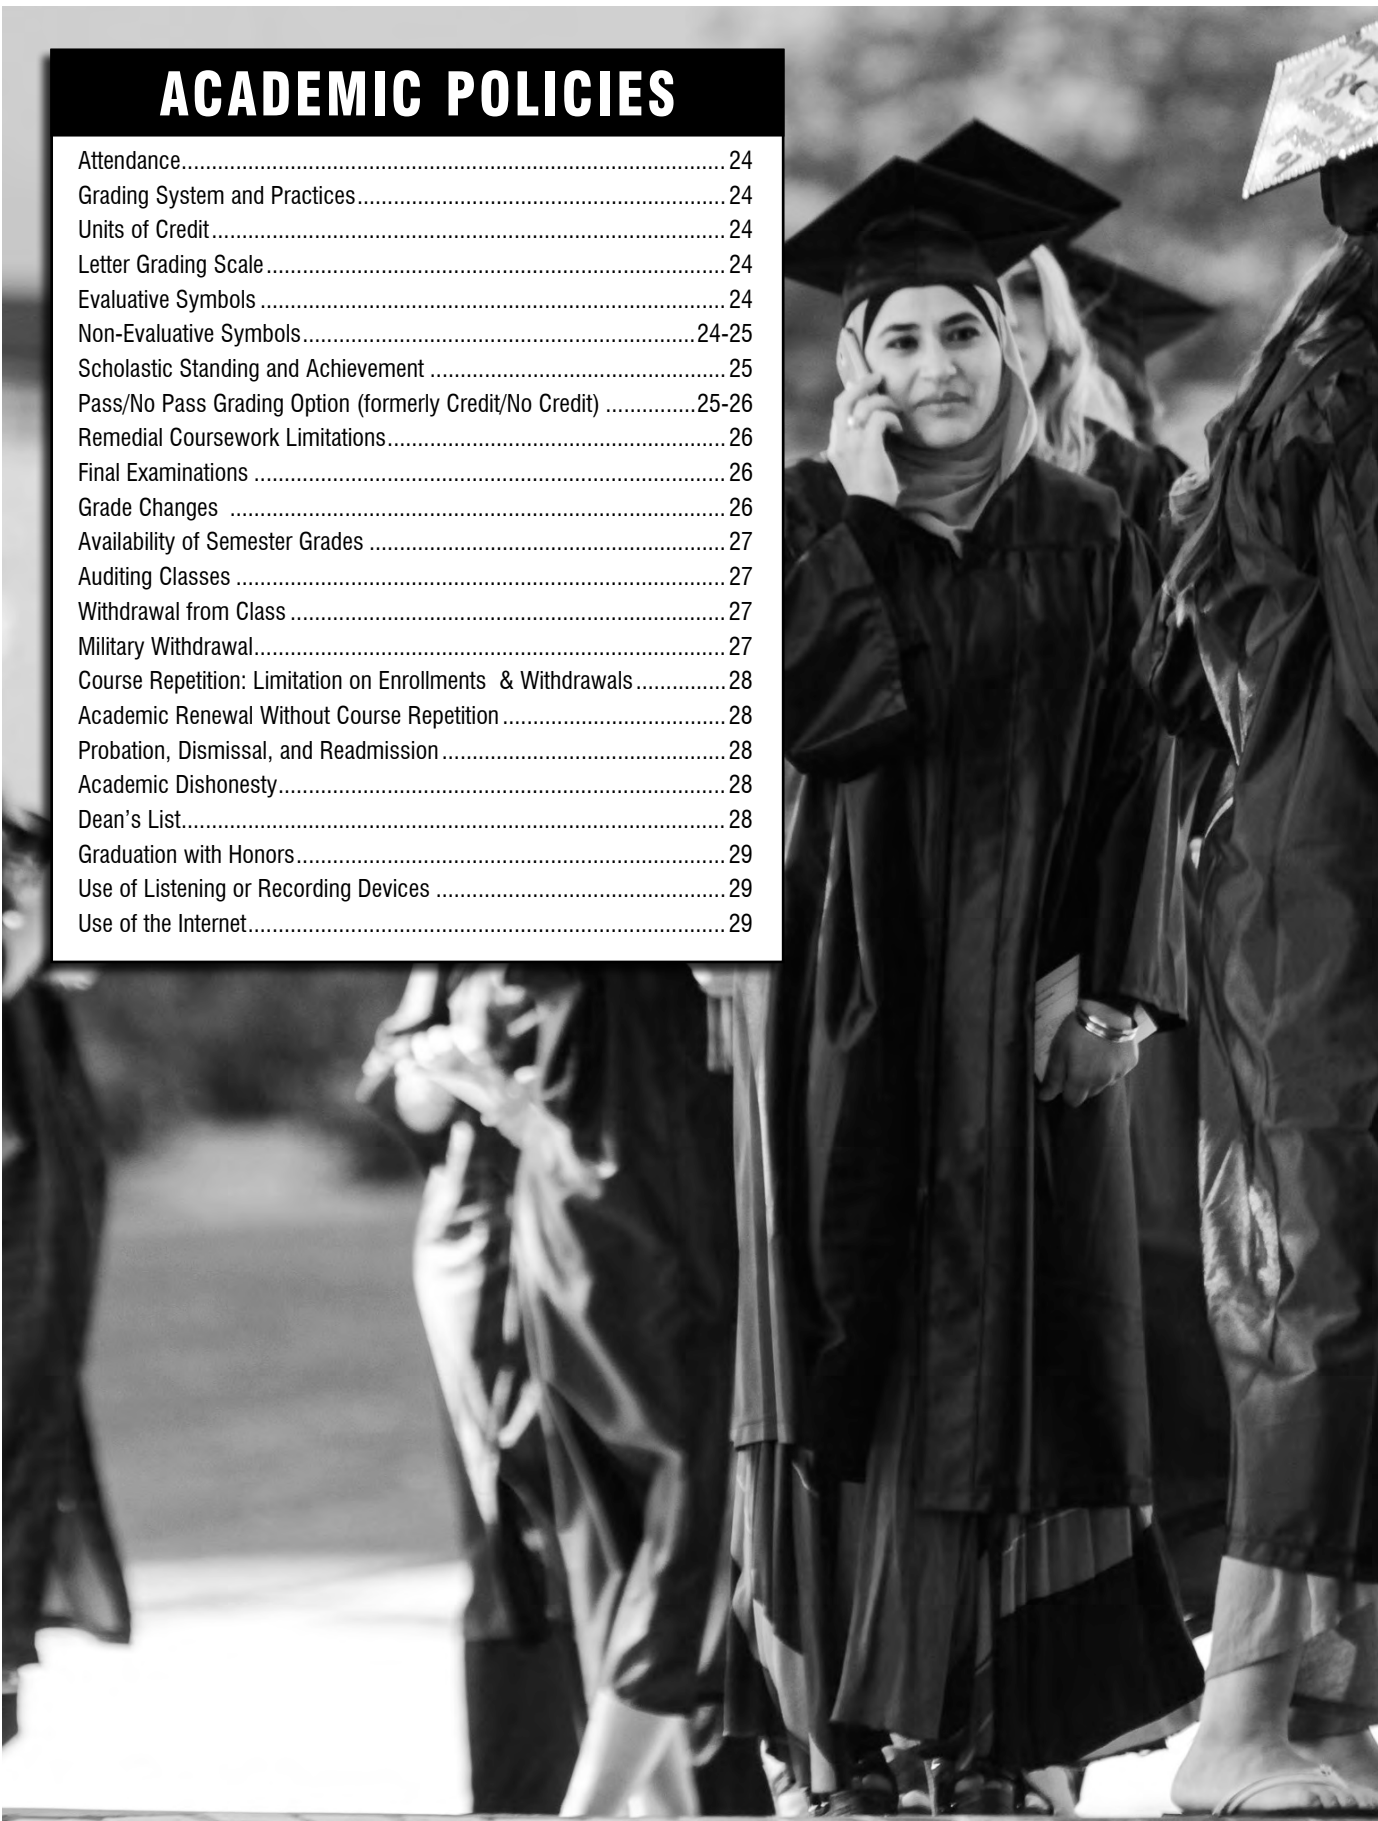 ACADEMIC POLICIES
Attendance........................................................................................... 24
Grading System and Practices............................................................. 24
Units of Credit...................................................................................... 24
Letter Grading Scale............................................................................. 24
Evaluative Symbols .............................................................................. 24
Non-Evaluative Symbols......................................................................24-25
Scholastic Standing and Achievement ................................................. 25
Pass/No Pass Grading Option (formerly Credit/No Credit) ...............25-26
Remedial Coursework Limitations........................................................ 26
Final Examinations ............................................................................... 26
Grade Changes ................................................................................... 26
Availability of Semester Grades ........................................................... 27
Auditing Classes .................................................................................. 27
Withdrawal from Class ......................................................................... 27
Military Withdrawal............................................................................... 27
Course Repetition: Limitation on Enrollments & Withdrawals............... 28
Academic Renewal Without Course Repetition..................................... 28
Probation, Dismissal, and Readmission............................................... 28
Academic Dishonesty........................................................................... 28
Dean’s List........................................................................................... 28
Graduation with Honors........................................................................ 29
Use of Listening or Recording Devices ................................................ 29
Use of the Internet................................................................................ 29